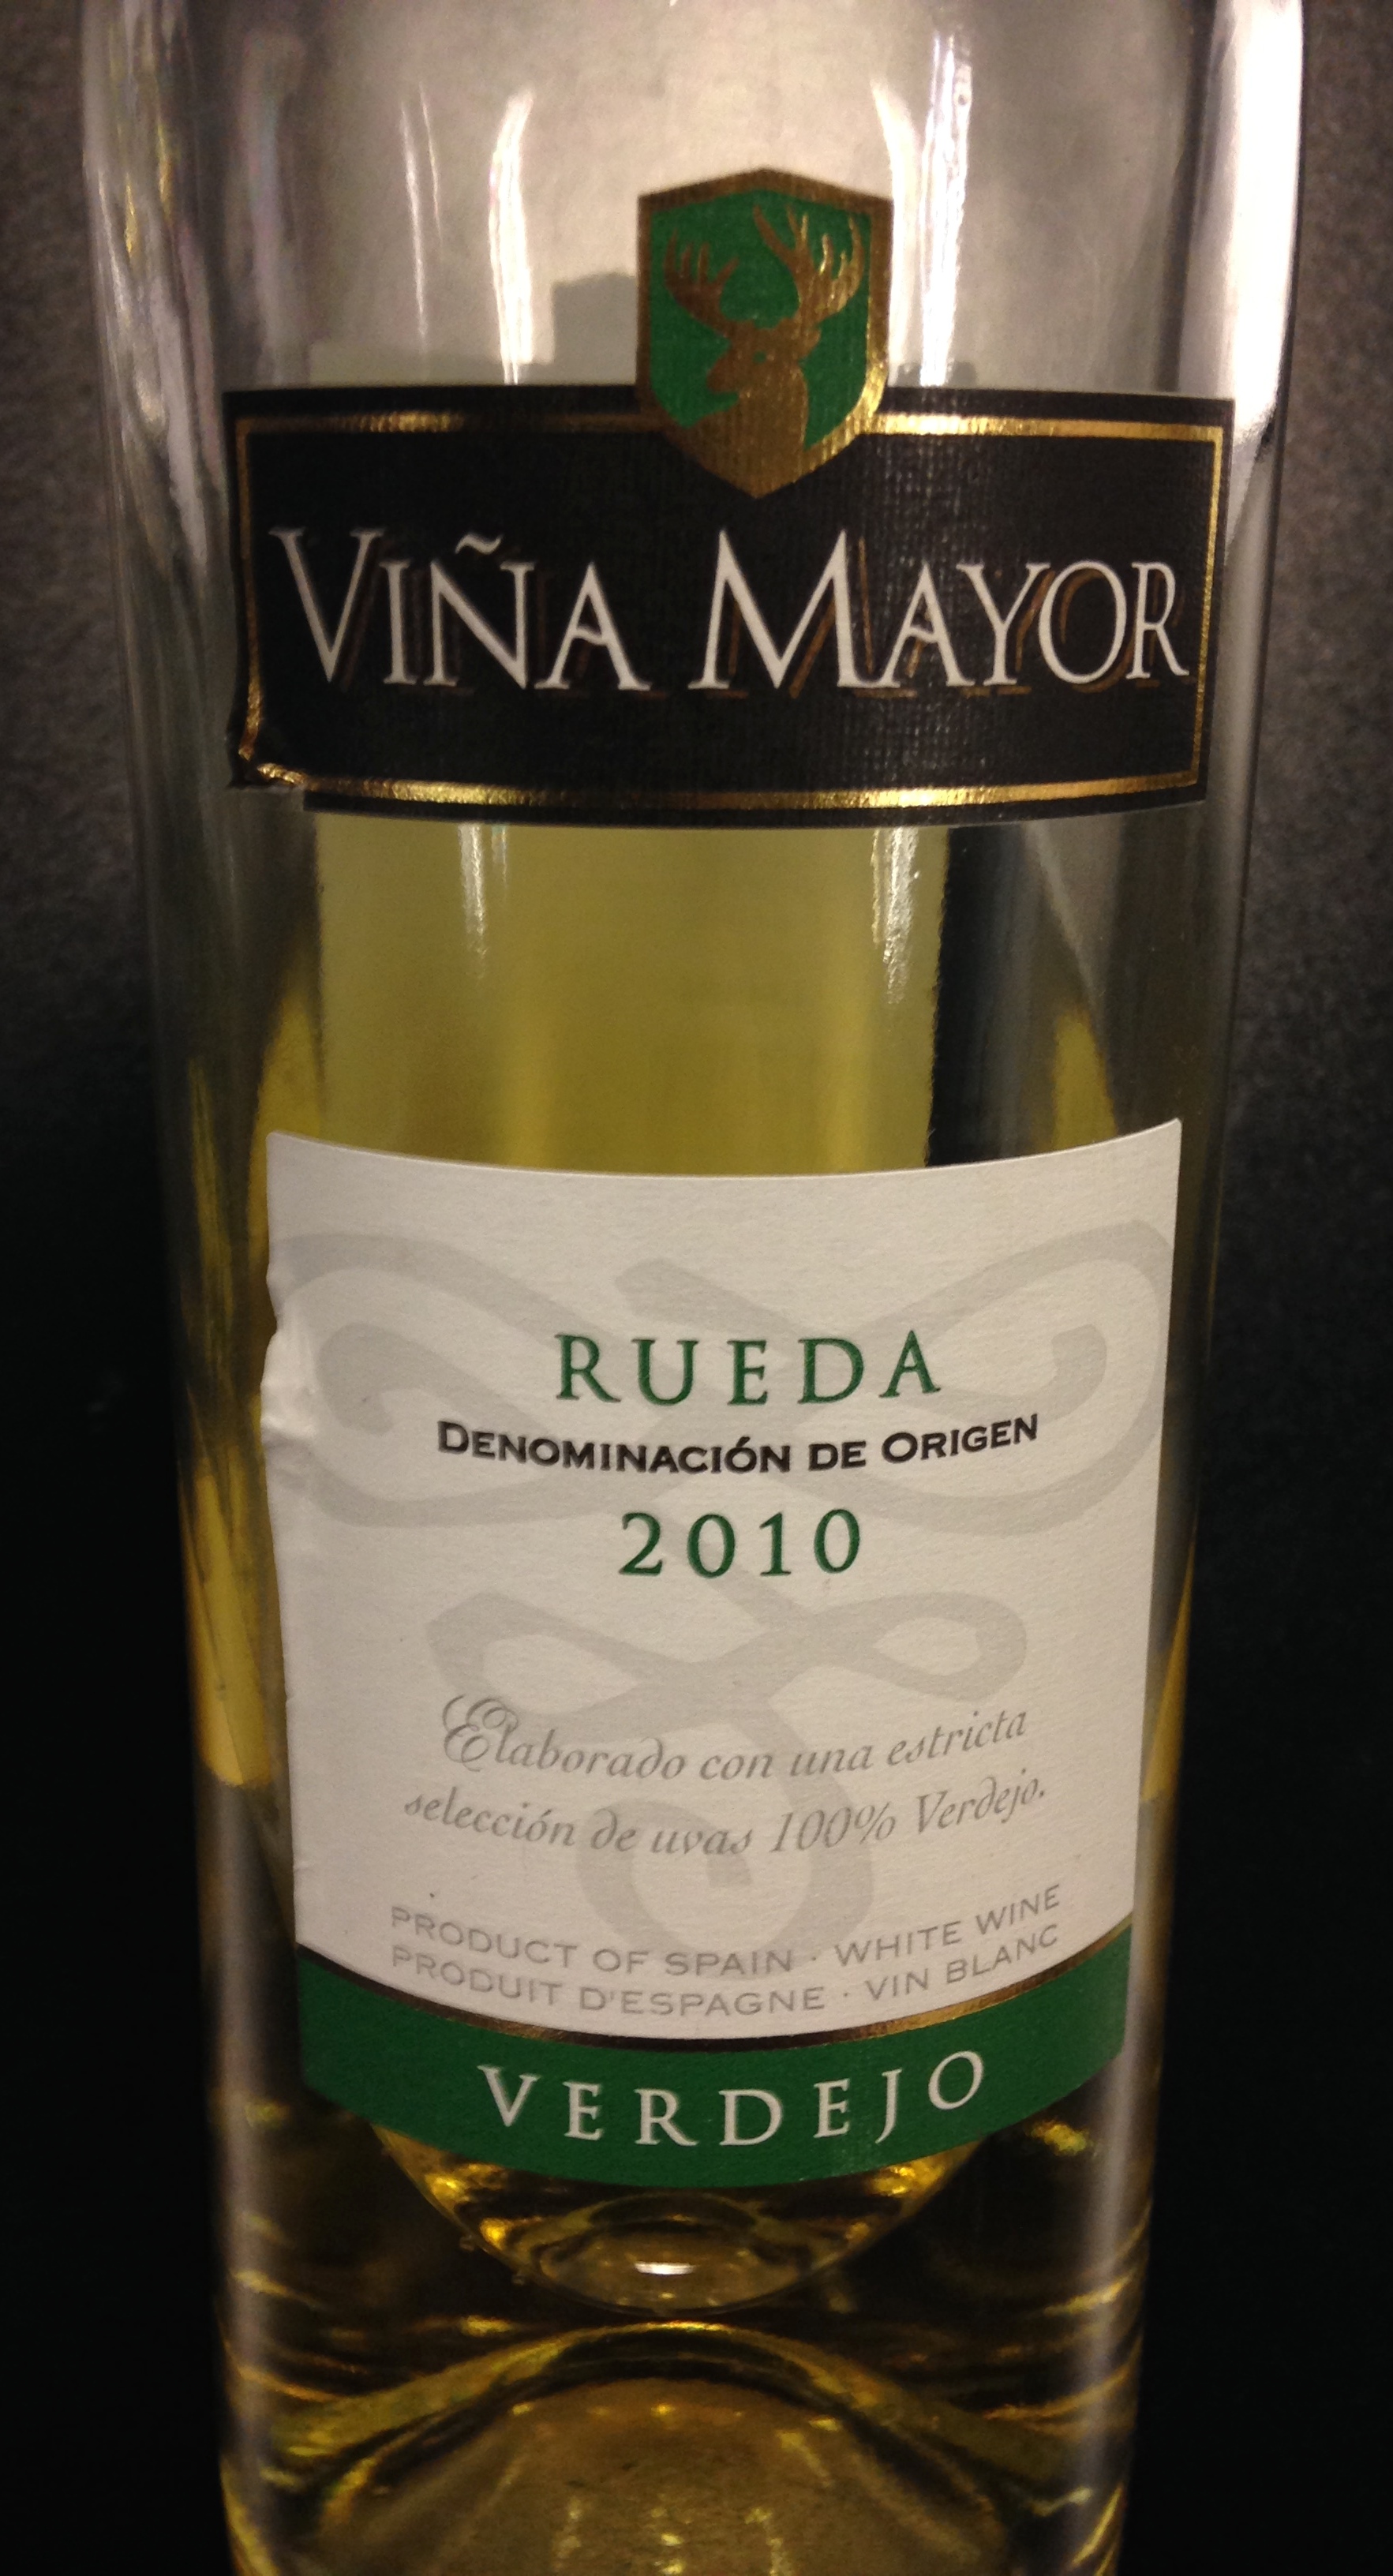 VIÑA MAYOR
RUEDA
DENOMINACIÓN DE ORIGEN
2010
Elaborado con una estricta
selección de uvas 100% Verdejo.
PRODUCT OF SPAIN · WHITE WINE
PRODUIT D'ESPAGNE · VIN BLANC
VERDEJO